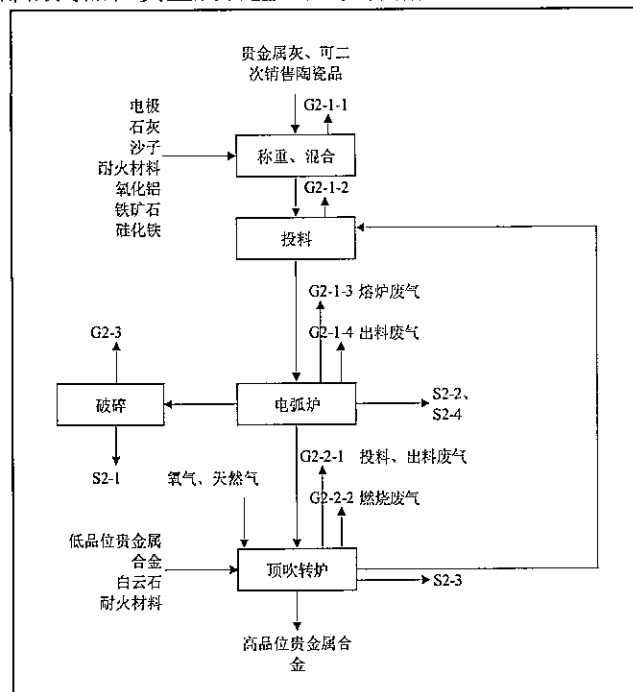 贵金属灰、可二
次销售陶瓷品
G2-1-1
电极
石灰
沙子
耐火材料
氧化铝
铁矿石
硅化铁
称重、混合
G2-1-2
投料
G2-1-3 熔炉废气
G2-1-4 出料废气
G2-3
破碎
电弧炉
S2-2、
S2-4
S2-1
氧气、天然气
G2-2-1 投料、出料废气
G2-2-2 燃烧废气
低品位贵金属
合金
白云石
耐火材料
顶吹转炉
S2-3
高品位贵金属合
金